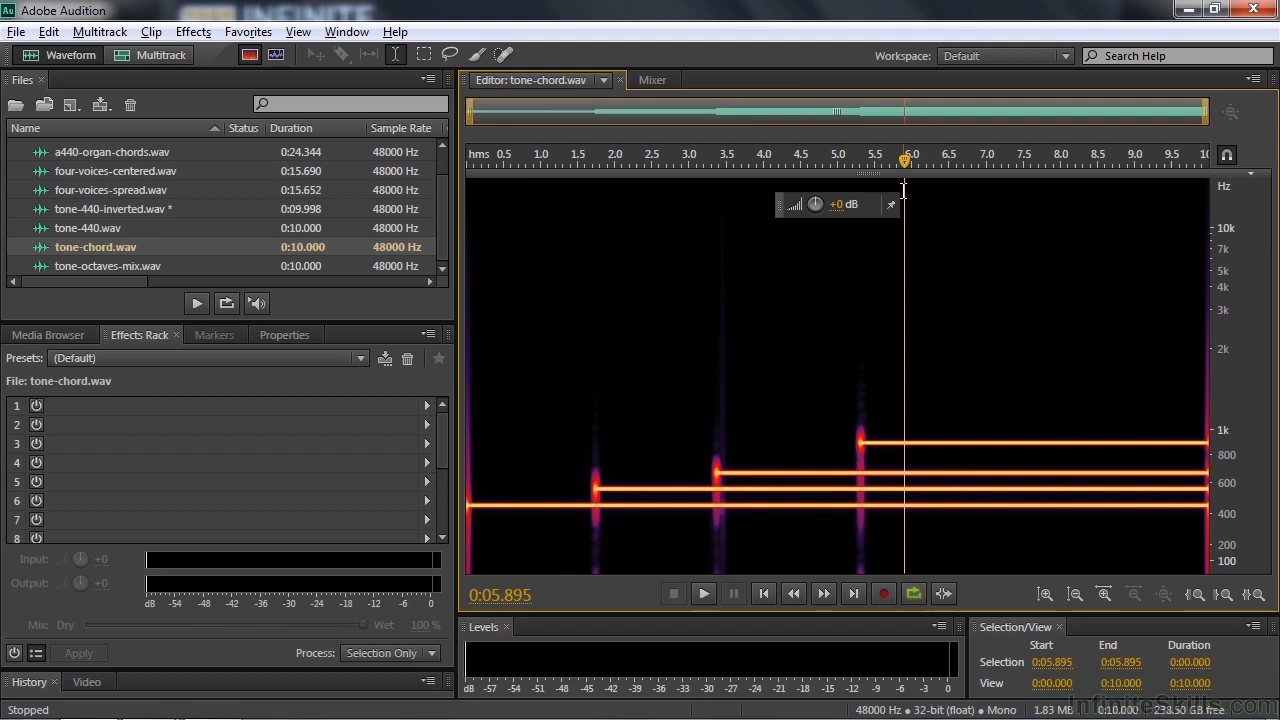 Au Adobe Audition
INFINITE
File Edit Multitrack Clip Effects Favorites View Window Help
Waveform Multitrack Workspace: Default Search Help
Files × Editor: tone-chord.wav × Mixer
Name Status Duration Sample Rate
a440-organ-chords.wav 0:24.344 48000 Hz
four-voices-centered.wav 0:15.690 48000 Hz
four-voices-spread.wav 0:15.652 48000 Hz
tone-440-inverted.wav * 0:09.998 48000 Hz
tone-440.wav 0:10.000 48000 Hz
tone-chord.wav 0:10.000 48000 Hz
tone-octaves-mix.wav 0:10.000 48000 Hz
hms 0.5 1.0 1.5 2.0 2.5 3.0 3.5 4.0 4.5 5.0 5.5 6.0 6.5 7.0 7.5 8.0 8.5 9.0 9.5 10
+0 dB
Hz
10k
7k
5k
4k
3k
2k
1k
800
600
400
200
100
Media Browser Effects Rack × Markers Properties
Presets: (Default)
File: tone-chord.wav
1
2
3
4
5
6
7
8
Input: +0
Output: +0
dB -54 -48 -42 -36 -30 -24 -18 -12 -6 0
Mix: Dry Wet 100 %
Apply Process: Selection Only
History × Video
0:05.895
Levels ×
dB -57 -54 -51 -48 -45 -42 -39 -36 -33 -30 -27 -24 -21 -18 -15 -12 -9 -6 -3 0
Selection/View ×
Start End Duration
Selection 0:05.895 0:05.895 0:00.000
View 0:00.000 0:10.000 0:10.000
Stopped 48000 Hz • 32-bit (float) • Mono 1.83 MB 0:10.000 238.50 GB free
InfiniteSkills.com